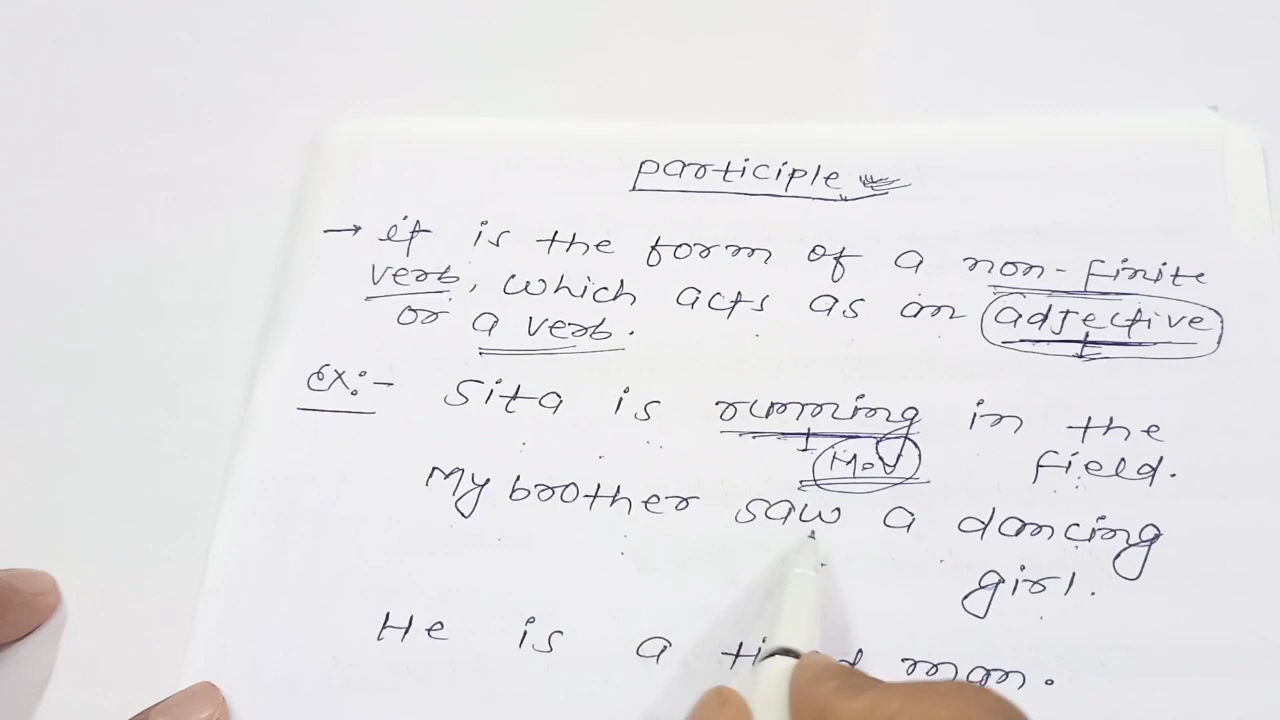 participle
→ it is the form of a non-finite
verb, which acts as an adjective
or a verb.
Ex:- Sita is running in the
M.V field.
My brother saw a dancing
girl.
He is a man.